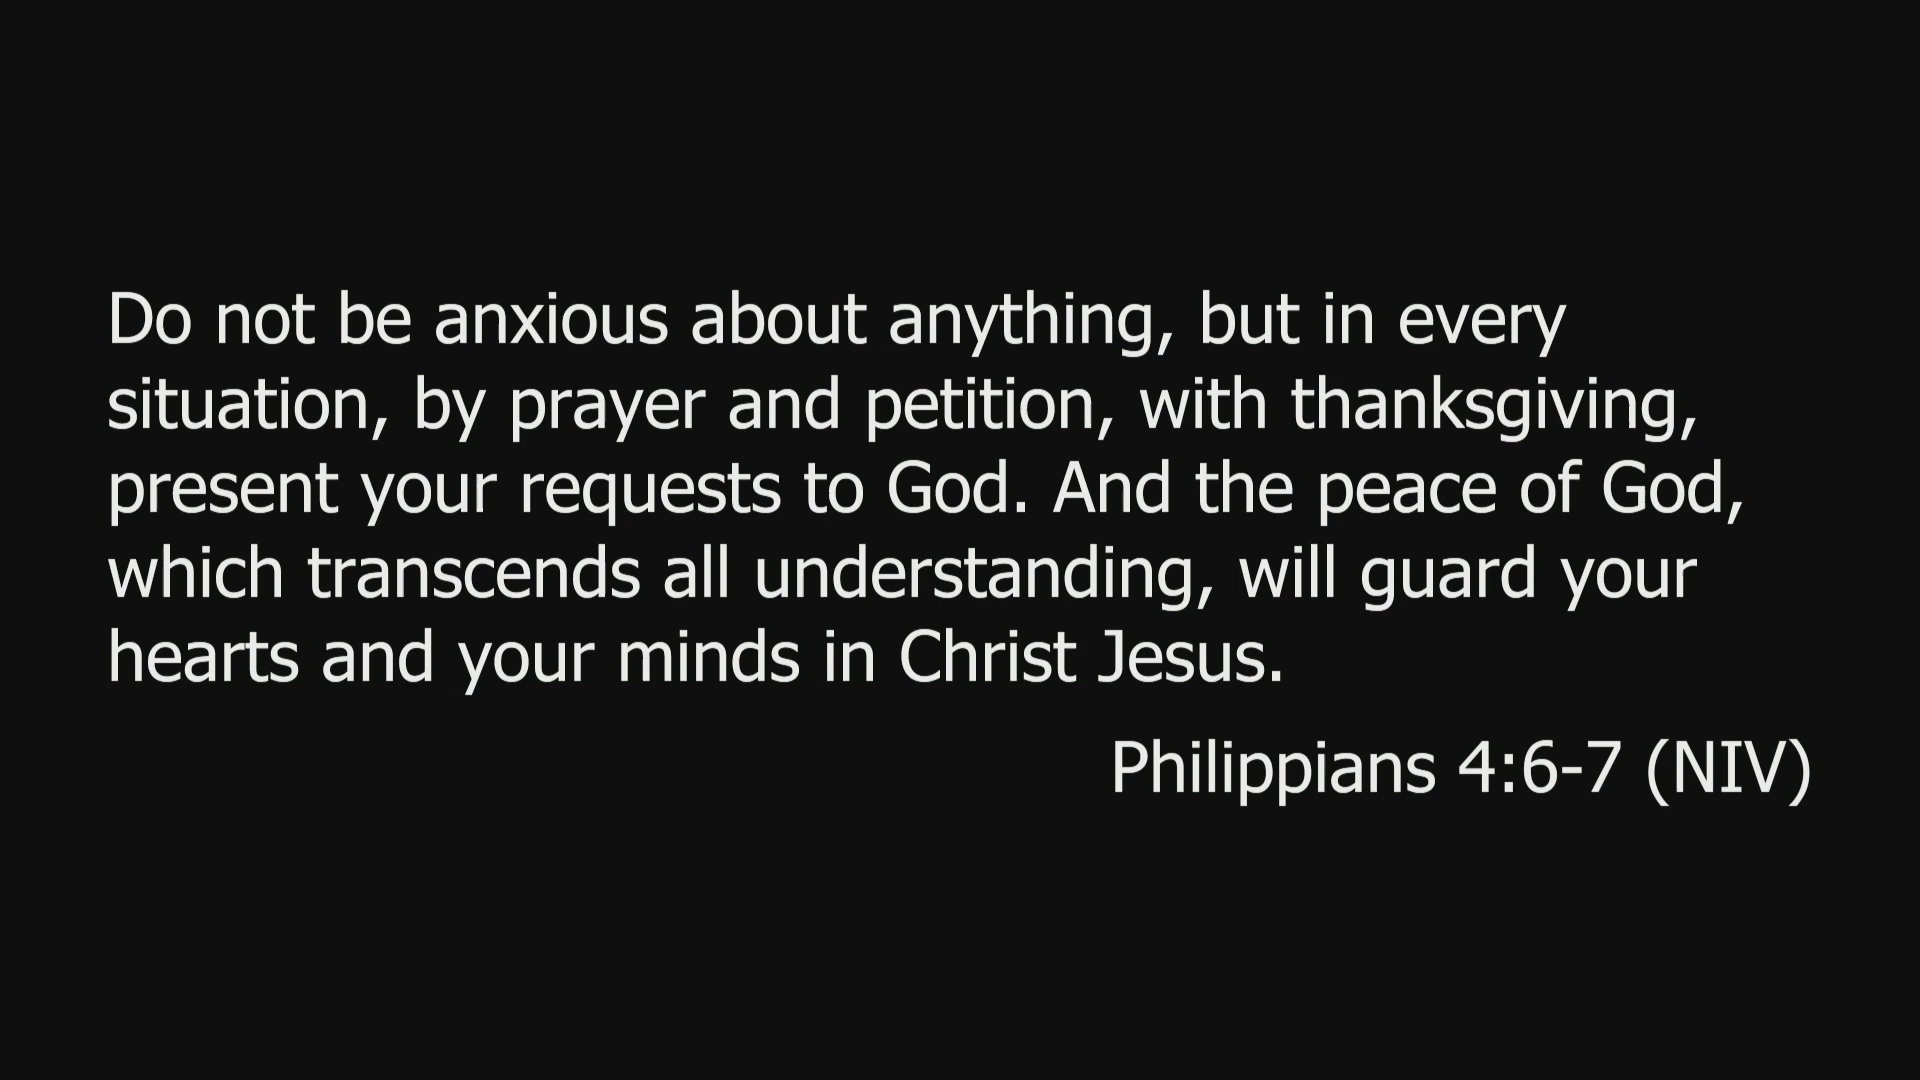 Do not be anxious about anything, but in every
situation, by prayer and petition, with thanksgiving,
present your requests to God. And the peace of God,
which transcends all understanding, will guard your
hearts and your minds in Christ Jesus.
Philippians 4:6-7 (NIV)